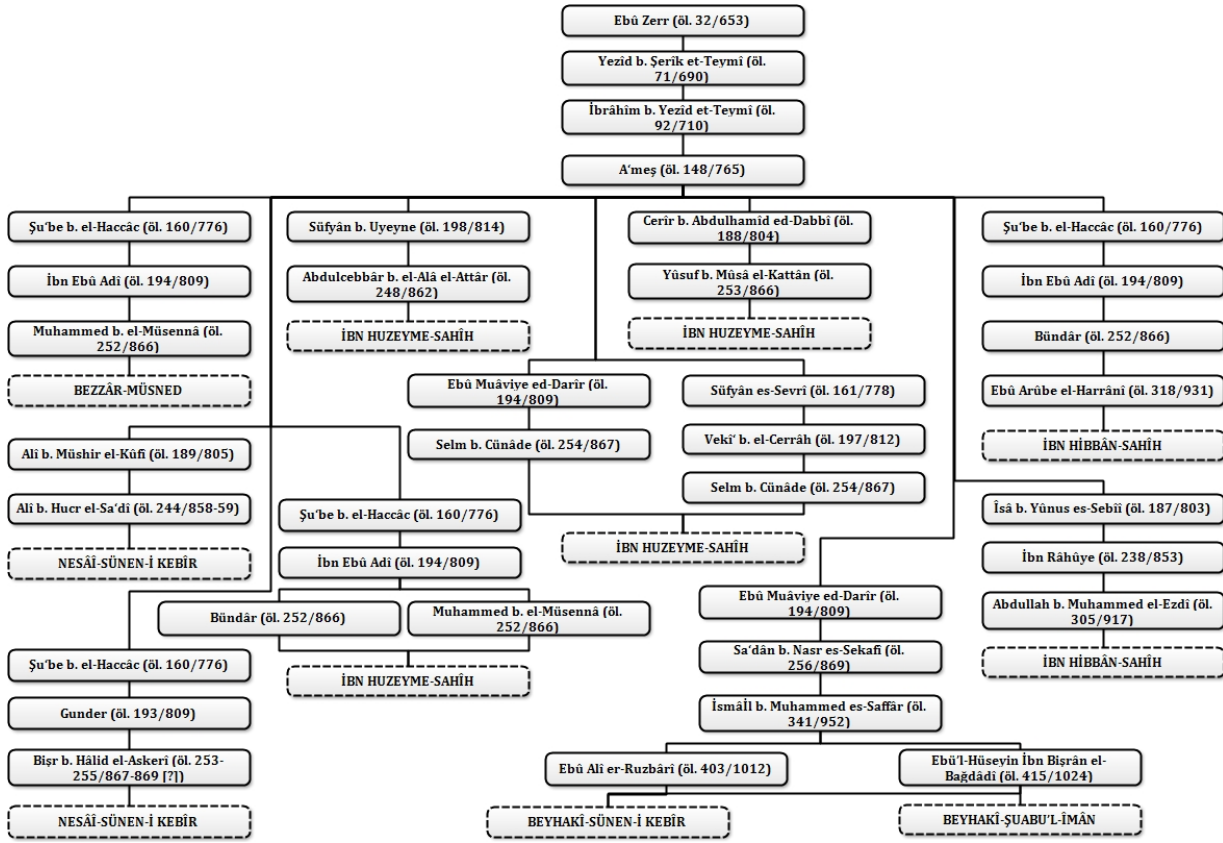 Ebû Zerr (öl. 32/653)
Yezîd b. Şerîk et-Teymî (öl.
71/690)
İbrâhîm b. Yezîd et-Teymî (öl.
92/710)
A‘meş (öl. 148/765)
Şu‘be b. el-Haccâc (öl. 160/776)
İbn Ebû Adî (öl. 194/809)
Muhammed b. el-Müsennâ (öl.
252/866)
BEZZÂR-MÜSNED
Süfyân b. Uyeyne (öl. 198/814)
Abdulcebbâr b. el-Alâ el-Attâr (öl.
248/862)
İBN HUZEYME-SAHÎH
Cerîr b. Abdulhamîd ed-Dabbî (öl.
188/804)
Yûsuf b. Mûsâ el-Kattân (öl.
253/866)
İBN HUZEYME-SAHÎH
Şu‘be b. el-Haccâc (öl. 160/776)
İbn Ebû Adî (öl. 194/809)
Bündâr (öl. 252/866)
Ebû Arûbe el-Harrânî (öl. 318/931)
İBN HİBBÂN-SAHÎH
Ebû Muâviye ed-Darîr (öl.
194/809)
Selm b. Cünâde (öl. 254/867)
Süfyân es-Sevrî (öl. 161/778)
Vekî‘ b. el-Cerrâh (öl. 197/812)
Selm b. Cünâde (öl. 254/867)
İBN HUZEYME-SAHÎH
Alî b. Müshir el-Kûfî (öl. 189/805)
Alî b. Hucr el-Sa‘dî (öl. 244/858-59)
NESÂÎ-SÜNEN-İ KEBÎR
Şu‘be b. el-Haccâc (öl. 160/776)
İbn Ebû Adî (öl. 194/809)
Bündâr (öl. 252/866)
Muhammed b. el-Müsennâ (öl.
252/866)
İBN HUZEYME-SAHÎH
Îsâ b. Yûnus es-Sebîî (öl. 187/803)
İbn Râhûye (öl. 238/853)
Abdullah b. Muhammed el-Ezdî (öl.
305/917)
İBN HİBBÂN-SAHÎH
Şu‘be b. el-Haccâc (öl. 160/776)
Gunder (öl. 193/809)
Bişr b. Hâlid el-Askerî (öl. 253-
255/867-869 [?])
NESÂÎ-SÜNEN-İ KEBÎR
Ebû Muâviye ed-Darîr (öl.
194/809)
Sa‘dân b. Nasr es-Sekafî (öl.
256/869)
İsmâİl b. Muhammed es-Saffâr (öl.
341/952)
Ebû Alî er-Ruzbârî (öl. 403/1012)
Ebü’l-Hüseyin İbn Bişrân el-
Bağdâdî (öl. 415/1024)
BEYHAKÎ-SÜNEN-İ KEBÎR
BEYHAKÎ-ŞUABU’L-ÎMÂN